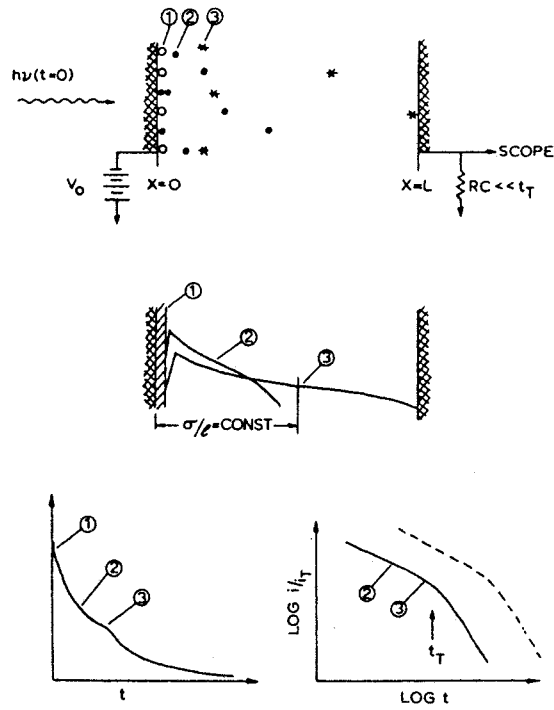 ① ② ③
hν(t=0)
V₀
X=O
X=L
SCOPE
RC<<t_T
①
②
③
σ/ℓ=CONST
①
②
③
t
LOG i/i_T
②
③
t_T
LOG t